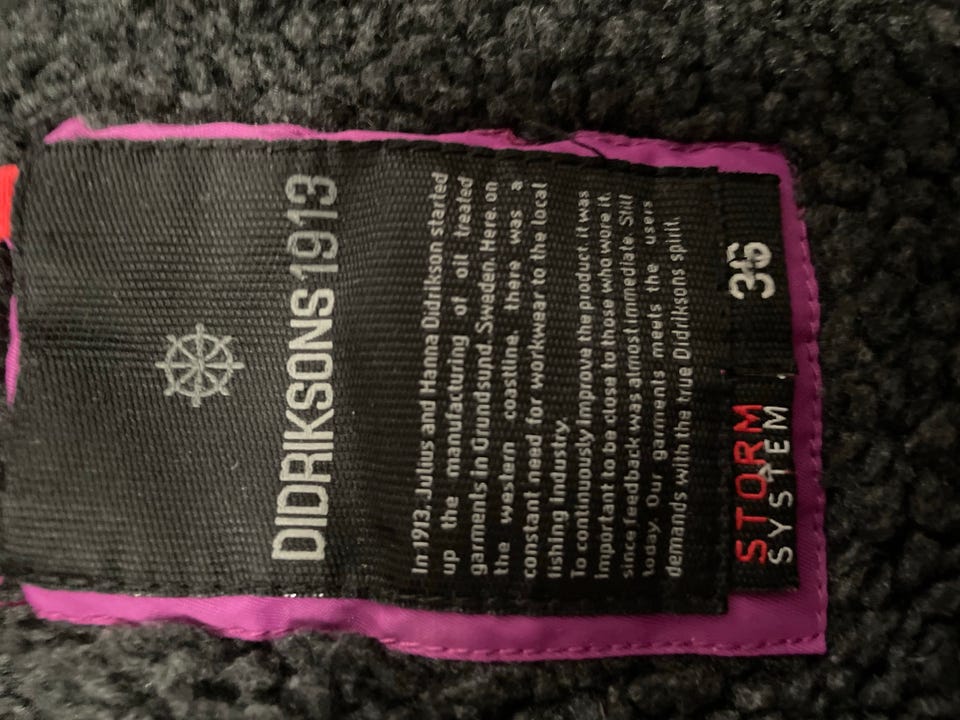 DIDRIKSONS1913
In 1913, Julius and Hanna Didrikson started
up the manufacturing of oil treated
garments in Grundsund, Sweden. Here, on
the western coastline, there was a
constant need for workwear to the local
fishing industry.
To continuously improve the product, it was
important to be close to those who wore it,
since feedback was almost immediate. Still
today, Our garments meets the users
demands with the true Didriksons spirit.
STORM
SYSTEM
36